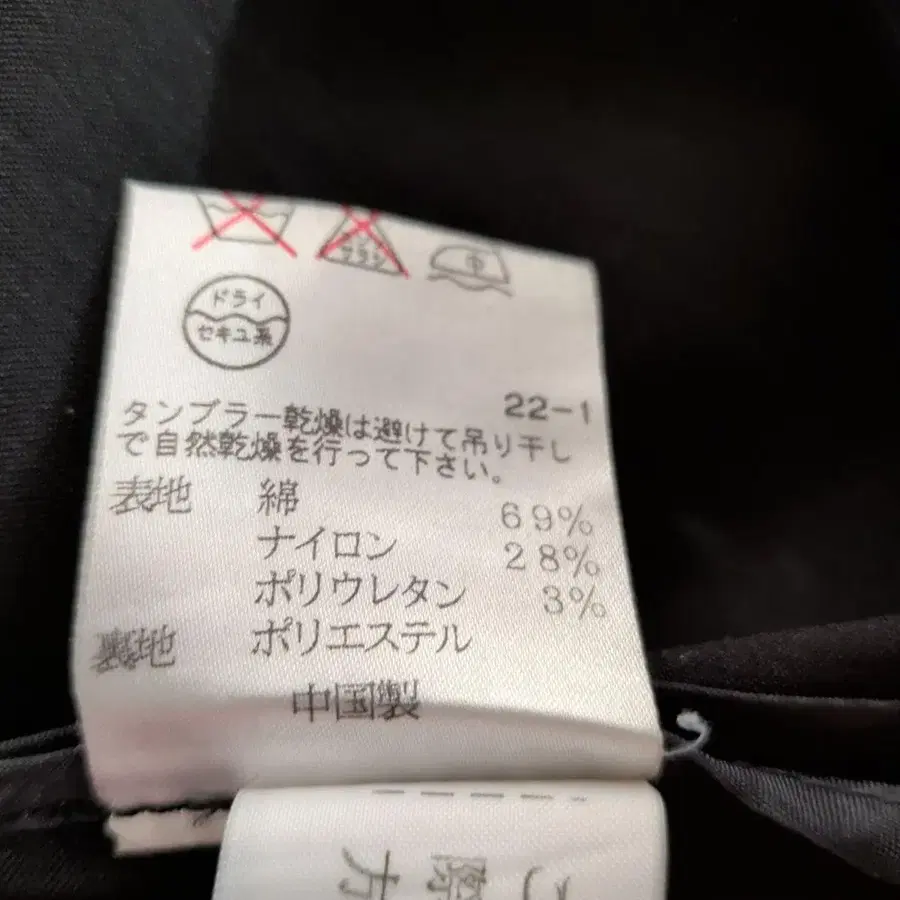 中
ドライ
セキユ系
22-1
タンブラー乾燥は避けて吊り干し
で自然乾燥を行って下さい。
表地 綿 69%
ナイロン 28%
ポリウレタン 3%
裏地 ポリエステル
中国製